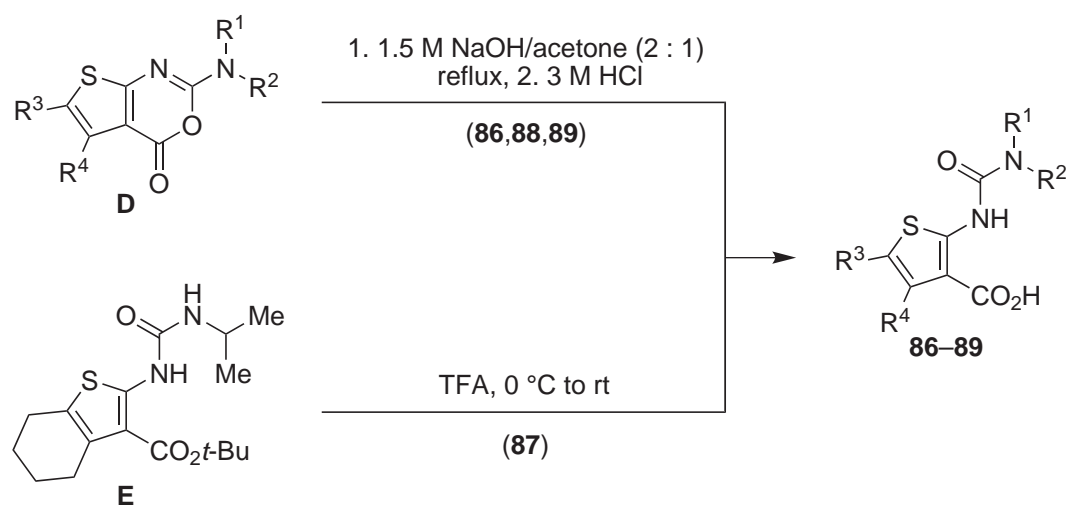 1. 1.5 M NaOH/acetone (2 : 1)
reflux, 2. 3 M HCl
(86,88,89)
S
N
N
R¹
R²
R³
O
R⁴
O
D
O
N
R¹
R²
NH
S
R³
CO₂H
R⁴
86–89
H
O
N
Me
NH
Me
S
CO₂t-Bu
E
TFA, 0 °C to rt
(87)